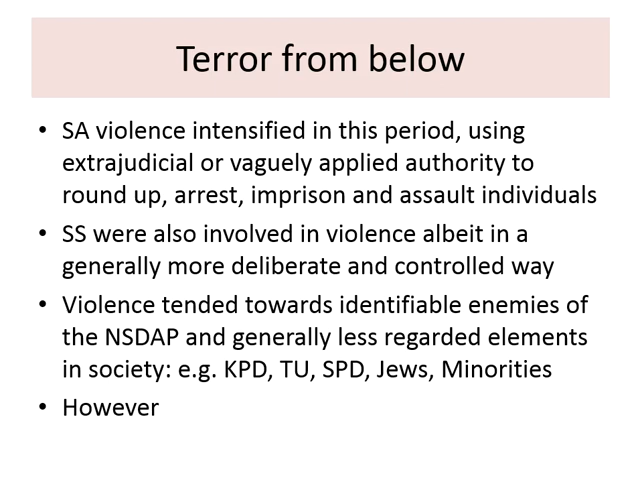 Terror from below
• SA violence intensified in this period, using
extrajudicial or vaguely applied authority to
round up, arrest, imprison and assault individuals
• SS were also involved in violence albeit in a
generally more deliberate and controlled way
• Violence tended towards identifiable enemies of
the NSDAP and generally less regarded elements
in society: e.g. KPD, TU, SPD, Jews, Minorities
• However